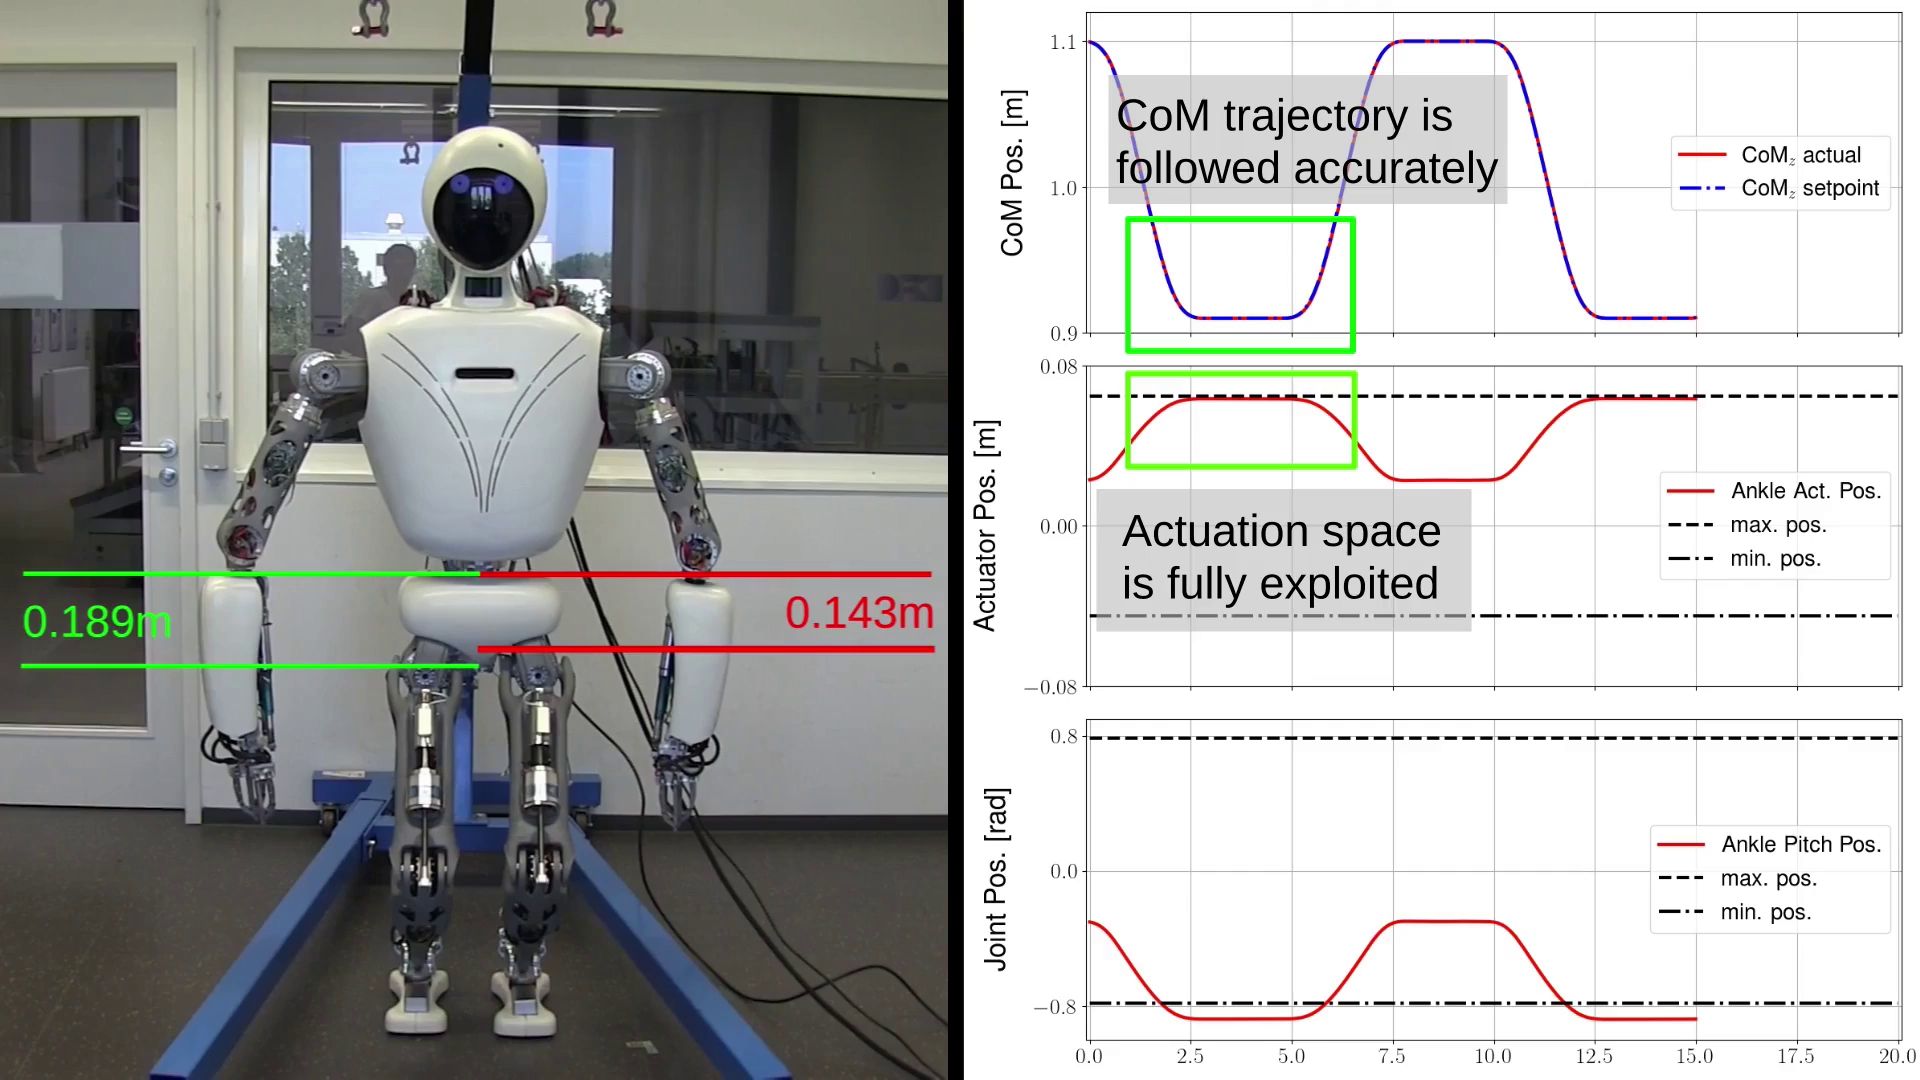 0.189m
0.143m
CoM Pos. [m]
1.1
1.0
0.9
CoM trajectory is
followed accurately
CoMz actual
CoMz setpoint
Actuator Pos. [m]
0.08
0.00
−0.08
Actuation space
is fully exploited
Ankle Act. Pos.
max. pos.
min. pos.
Joint Pos. [rad]
0.8
0.0
−0.8
Ankle Pitch Pos.
max. pos.
min. pos.
0.0 2.5 5.0 7.5 10.0 12.5 15.0 17.5 20.0